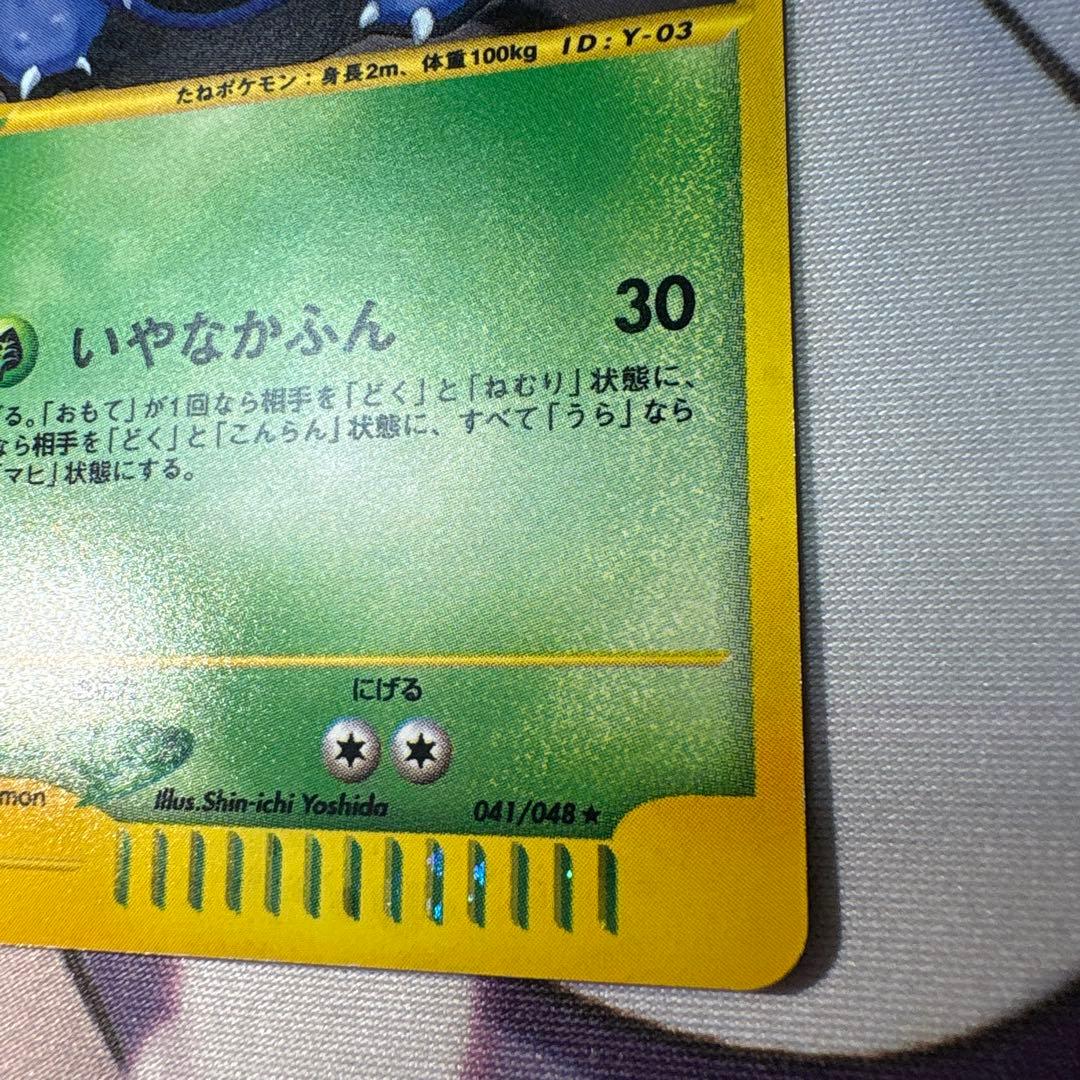 たねポケモン：身長2m、体重100kg ID：Y-03
いやなかふん 30
る。「おもて」が1回なら相手を「どく」と「ねむり」状態に、
なら相手を「どく」と「こんらん」状態に、すべて「うら」なら
「マヒ」状態にする。
にげる
mon Illus.Shin-ichi Yoshida 041/048★